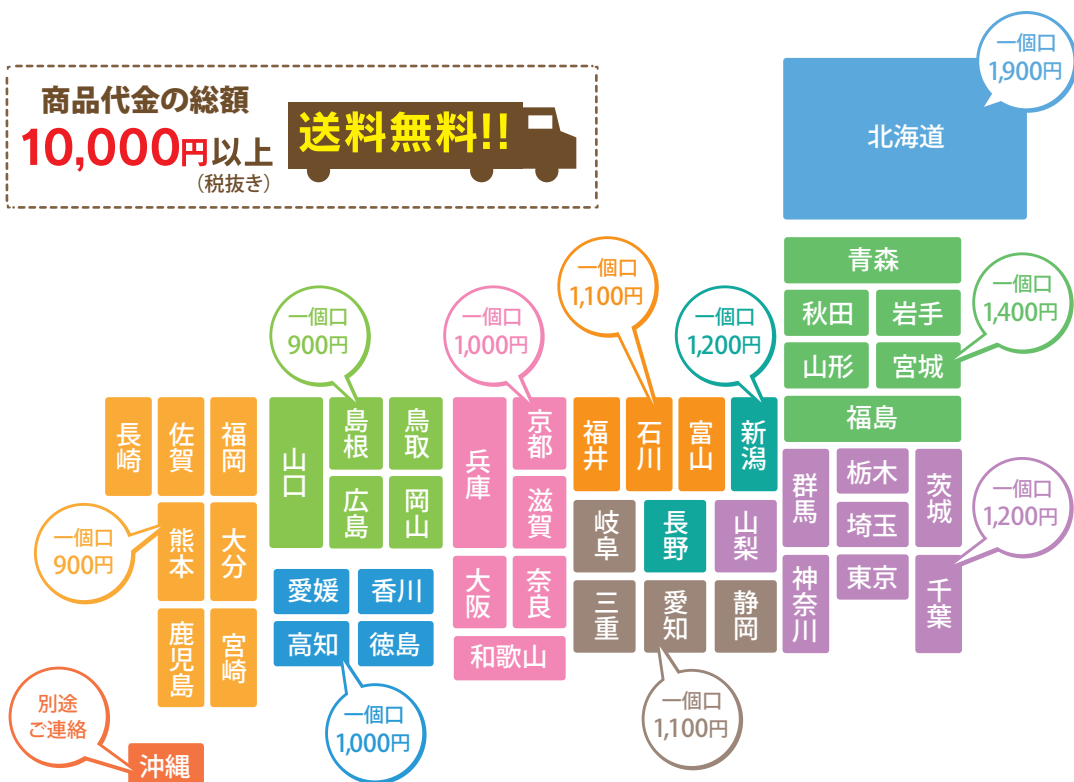 商品代金の総額
10,000円以上
(税抜き)
送料無料!!
一個口
1,900円
北海道
青森
秋田
岩手
山形
宮城
福島
一個口
1,400円
一個口
1,200円
新潟
長野
一個口
1,100円
福井
石川
富山
一個口
1,000円
兵庫
京都
滋賀
大阪
奈良
和歌山
一個口
900円
山口
島根
鳥取
広島
岡山
長崎
佐賀
福岡
熊本
大分
鹿児島
宮崎
一個口
900円
愛媛
香川
高知
徳島
一個口
1,000円
岐阜
三重
愛知
静岡
一個口
1,100円
群馬
栃木
茨城
埼玉
山梨
神奈川
東京
千葉
一個口
1,200円
別途
ご連絡
沖縄